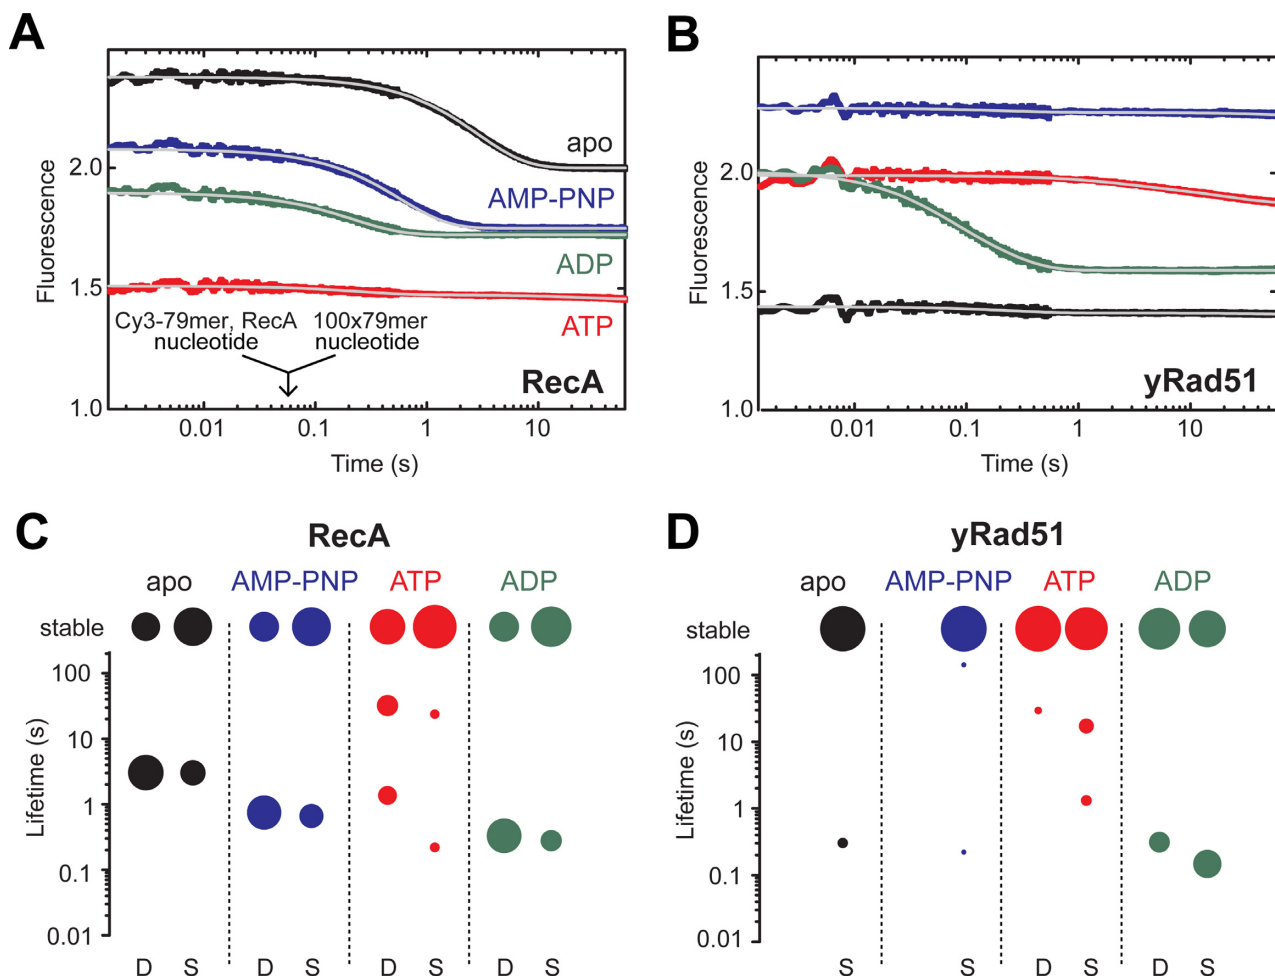 A
Fluorescence
2.0
1.5
1.0
apo
AMP-PNP
ADP
ATP
Cy3-79mer, RecA
nucleotide
100x79mer
nucleotide
RecA
0.01 0.1 1 10
Time (s)
B
Fluorescence
2.0
1.5
1.0
yRad51
0.01 0.1 1 10
Time (s)
C
RecA
apo AMP-PNP ATP ADP
stable
Lifetime (s)
100
10
1
0.1
0.01
D S D S D S D S
D
yRad51
apo AMP-PNP ATP ADP
stable
Lifetime (s)
100
10
1
0.1
0.01
S S D S D S